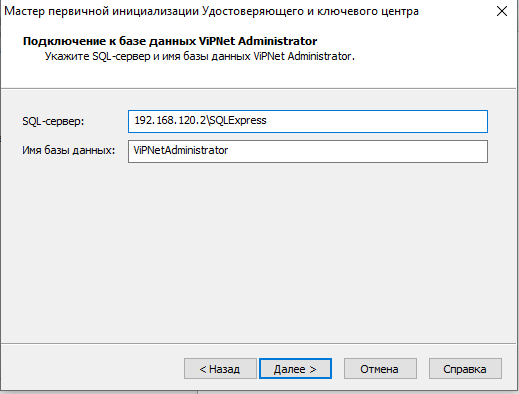 Мастер первичной инициализации Удостоверяющего и ключевого центра
Подключение к базе данных ViPNet Administrator
Укажите SQL-сервер и имя базы данных ViPNet Administrator.
SQL-сервер: 192.168.120.2\SQLExpress
Имя базы данных: ViPNetAdministrator
< Назад Далее > Отмена Справка